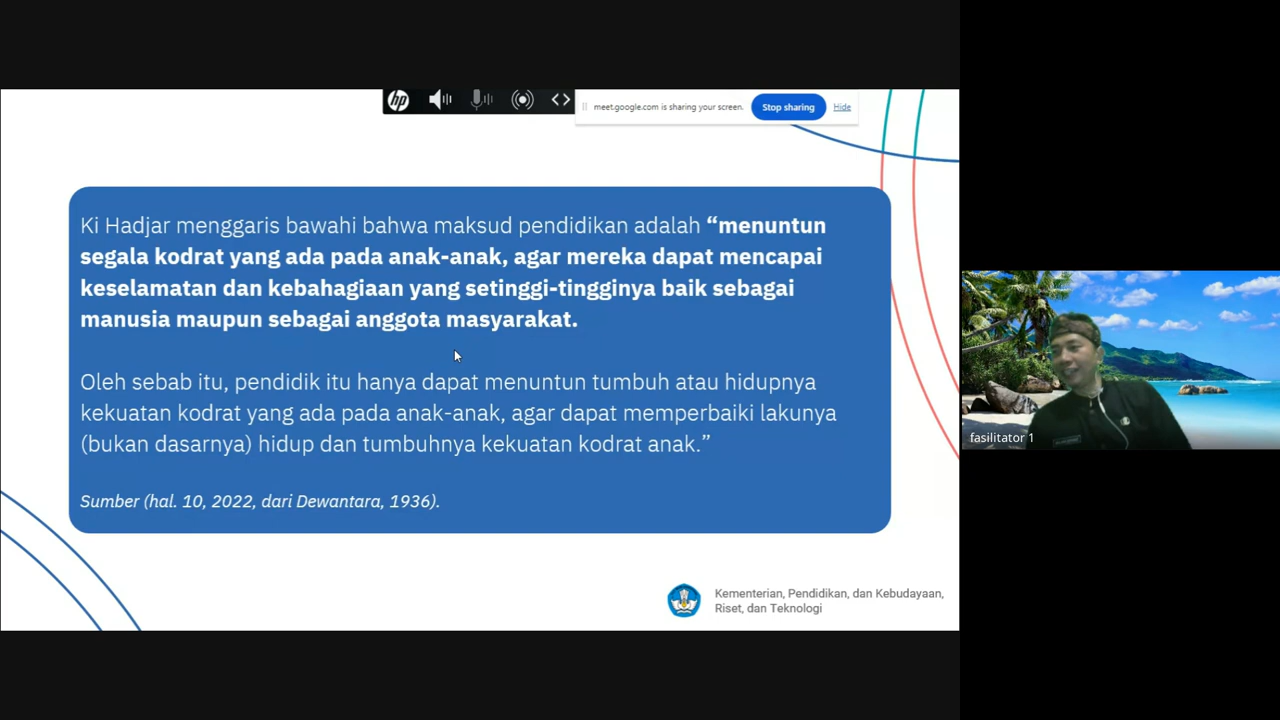 hp
meet.google.com is sharing your screen.
Stop sharing
Hide
Ki Hadjar menggaris bawahi bahwa maksud pendidikan adalah “menuntun
segala kodrat yang ada pada anak-anak, agar mereka dapat mencapai
keselamatan dan kebahagiaan yang setinggi-tingginya baik sebagai
manusia maupun sebagai anggota masyarakat.
Oleh sebab itu, pendidik itu hanya dapat menuntun tumbuh atau hidupnya
kekuatan kodrat yang ada pada anak-anak, agar dapat memperbaiki lakunya
(bukan dasarnya) hidup dan tumbuhnya kekuatan kodrat anak.”
Sumber (hal. 10, 2022, dari Dewantara, 1936).
Kementerian, Pendidikan, dan Kebudayaan,
Riset, dan Teknologi
fasilitator 1